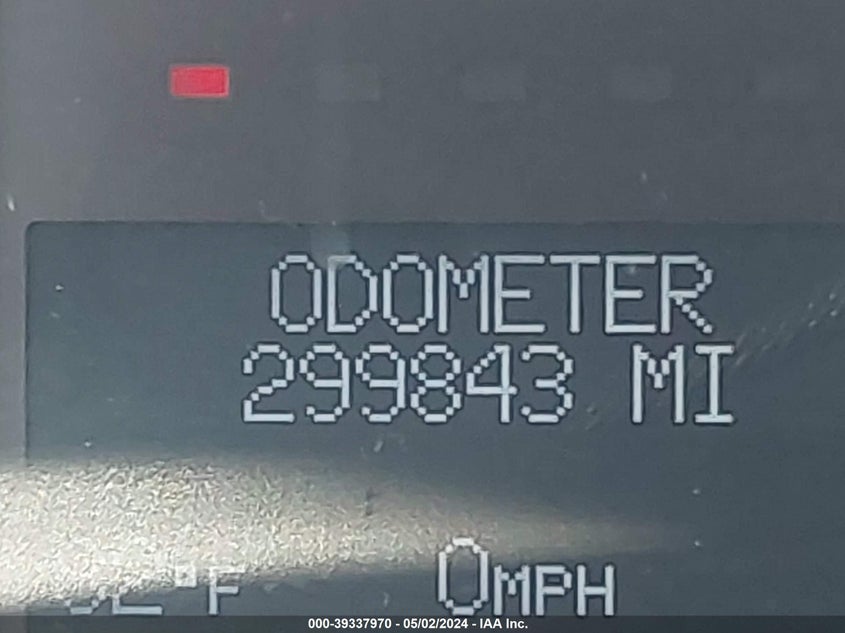 ODOMETER
299843 MI
°F 0MPH
000-39337970 - 05/02/2024 - IAA Inc.